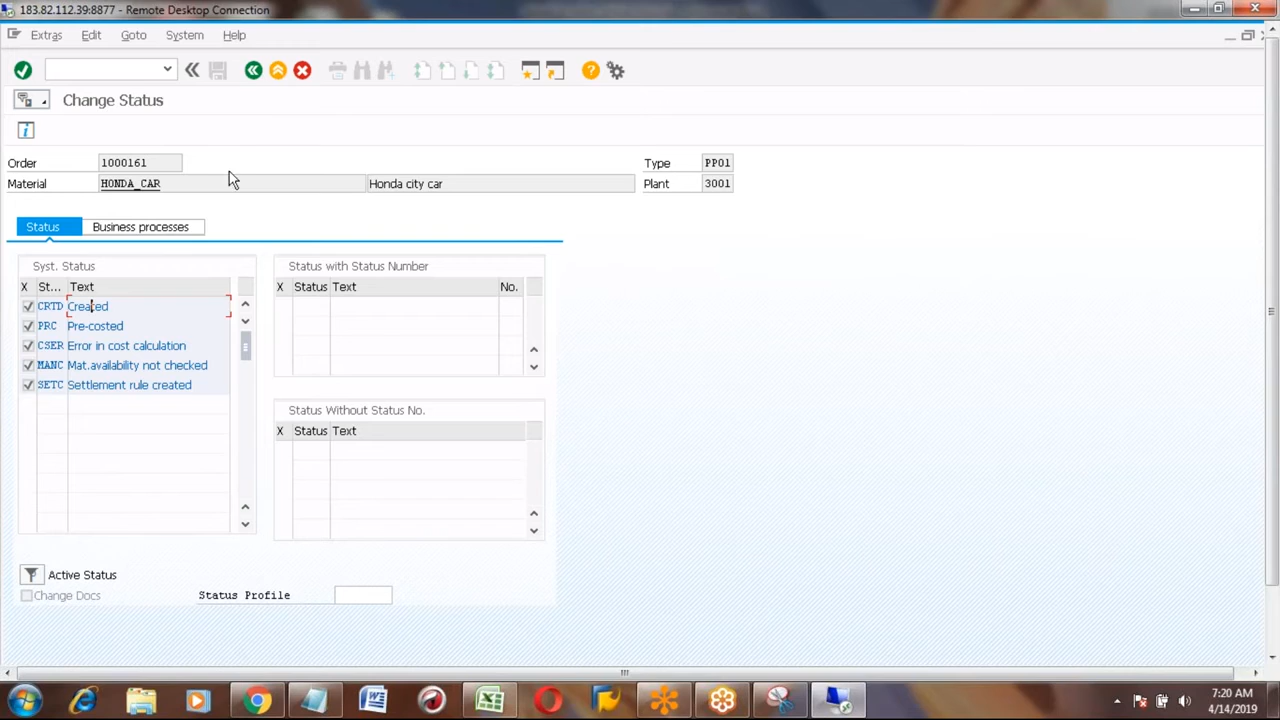 183.82.112.39:8877 - Remote Desktop Connection
Extras Edit Goto System Help
Change Status
Order 1000161 Type PP01
Material HONDA_CAR Honda city car Plant 3001
Status Business processes
Syst. Status
X St... Text
CRTD Created
PRC Pre-costed
CSER Error in cost calculation
MANC Mat.availability not checked
SETC Settlement rule created
Status with Status Number
X Status Text No.
Status Without Status No.
X Status Text
Active Status
Change Docs Status Profile
7:20 AM
4/14/2019